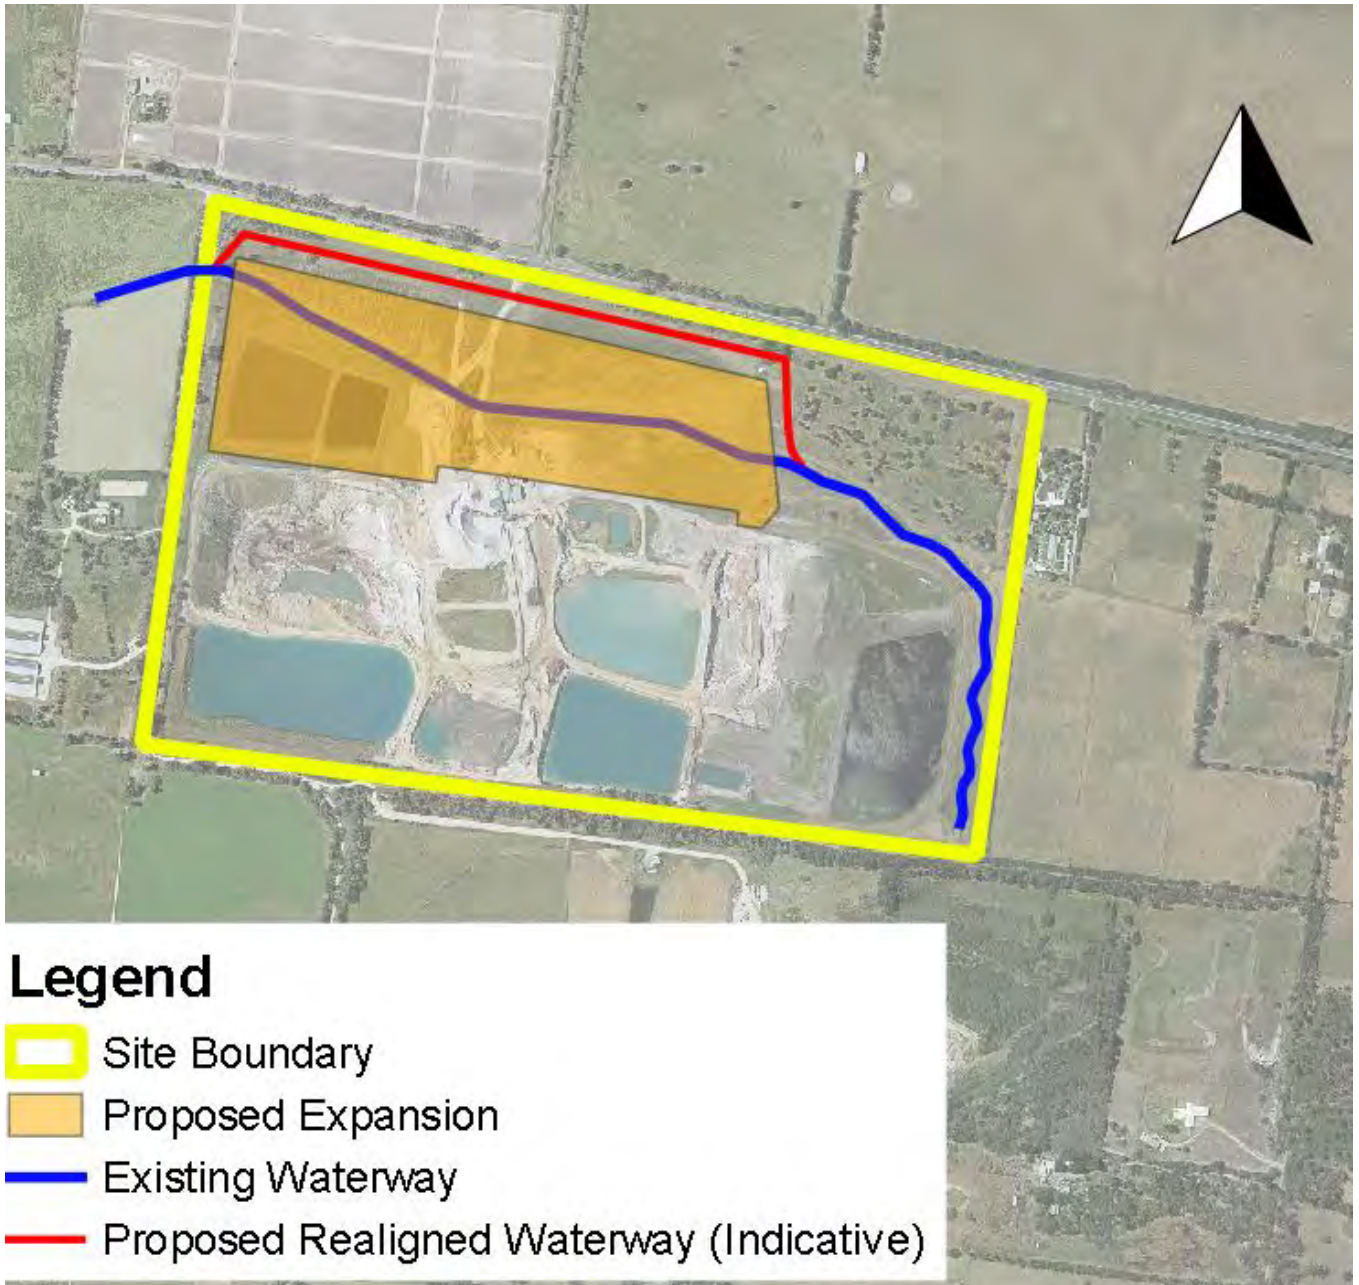 Legend
Site Boundary
Proposed Expansion
Existing Waterway
Proposed Realigned Waterway (Indicative)